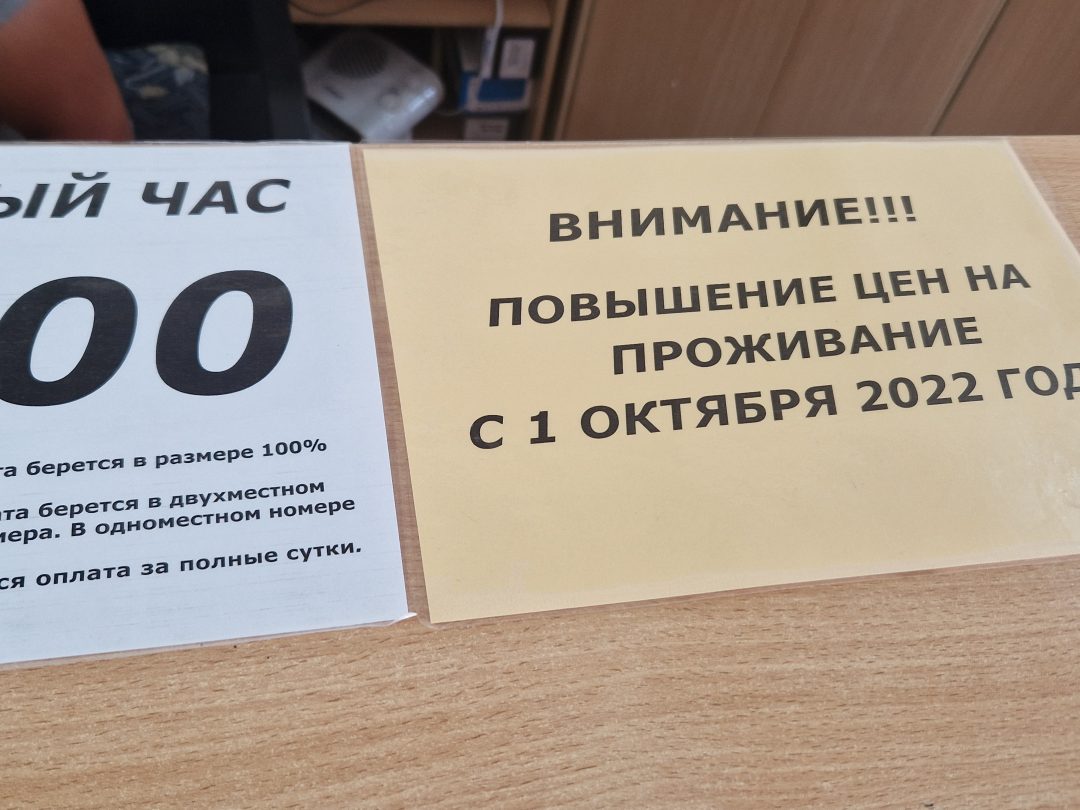 ЫЙ ЧАС
00
та берется в размере 100%
ата берется в двухместном
мера. В одноместном номере
ся оплата за полные сутки.
ВНИМАНИЕ!!!
ПОВЫШЕНИЕ ЦЕН НА
ПРОЖИВАНИЕ
С 1 ОКТЯБРЯ 2022 ГОД